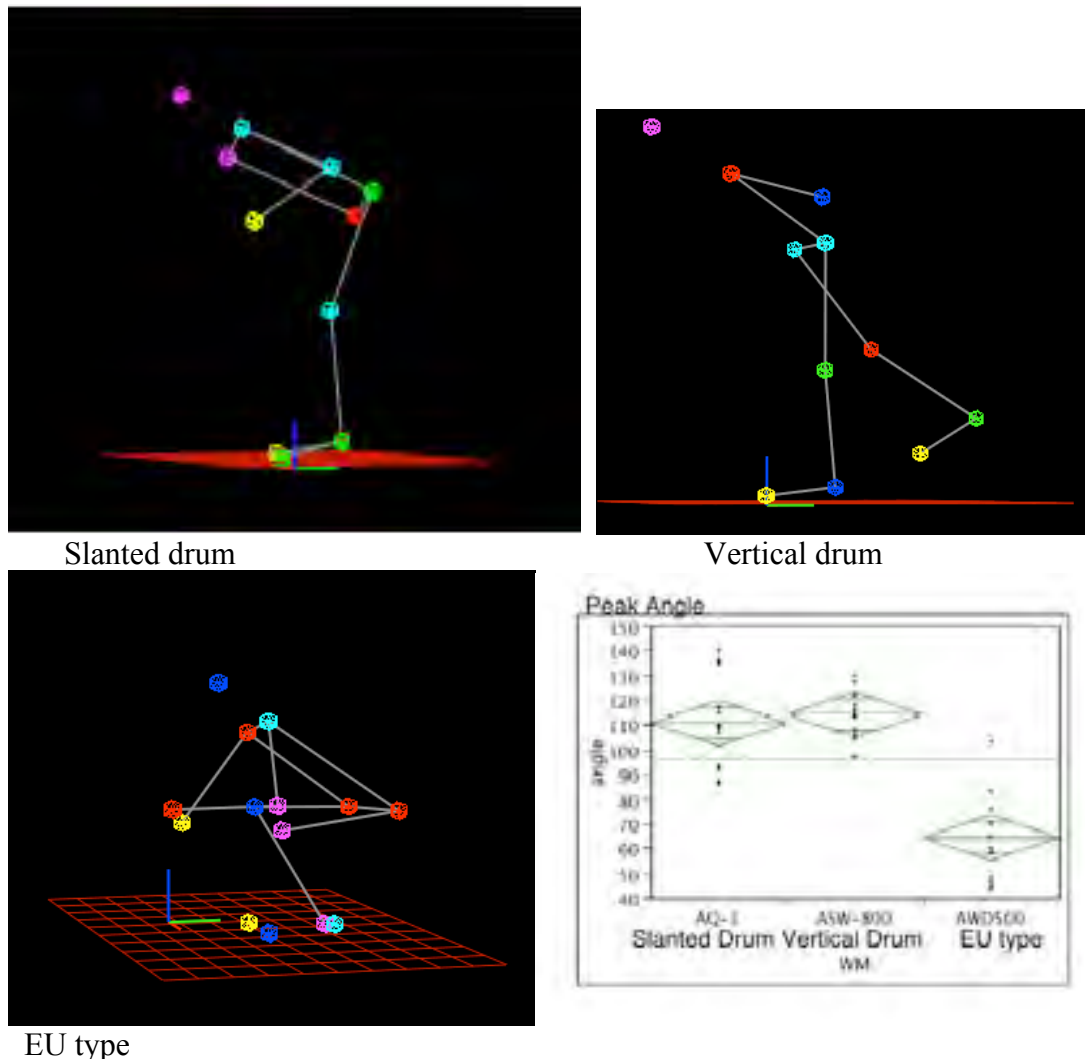 Slanted drum
Vertical drum
EU type
Peak Angle
150
140
130
120
110
100
90
80
70
60
50
40
angle
AQ-1 ASW-800 AWD500
Slanted Drum Vertical Drum EU type
WM